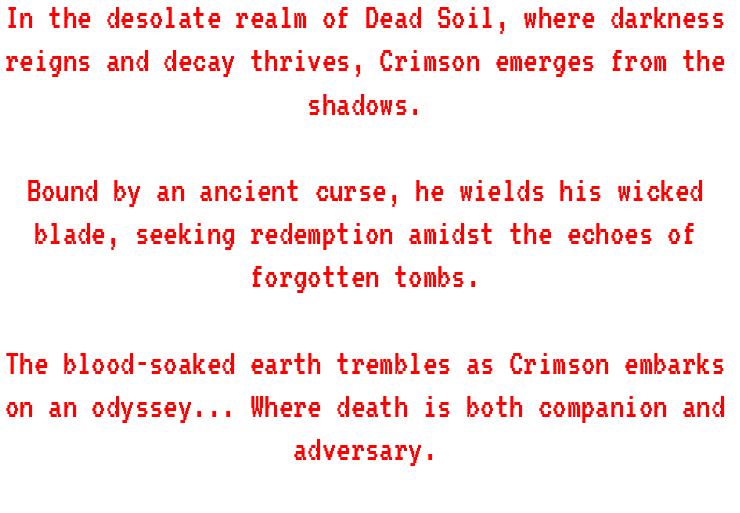 In the desolate realm of Dead Soil, where darkness
reigns and decay thrives, Crimson emerges from the
shadows.
Bound by an ancient curse, he wields his wicked
blade, seeking redemption amidst the echoes of
forgotten tombs.
The blood-soaked earth trembles as Crimson embarks
on an odyssey... Where death is both companion and
adversary.